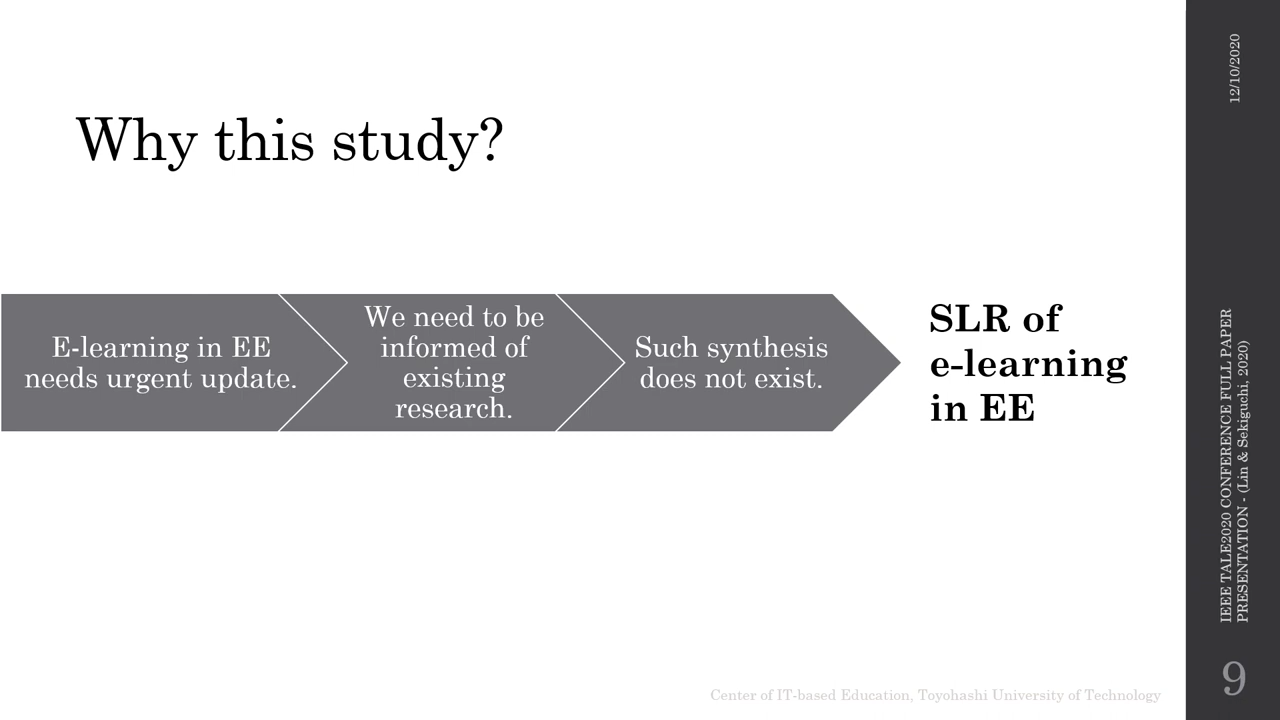 Why this study?
E-learning in EE
needs urgent update.
We need to be
informed of
existing
research.
Such synthesis
does not exist.
SLR of
e-learning
in EE
12/10/2020
IEEE TALE2020 CONFERENCE FULL PAPER
PRESENTATION - (Lin & Sekiguchi, 2020)
9
Center of IT-based Education, Toyohashi University of Technology